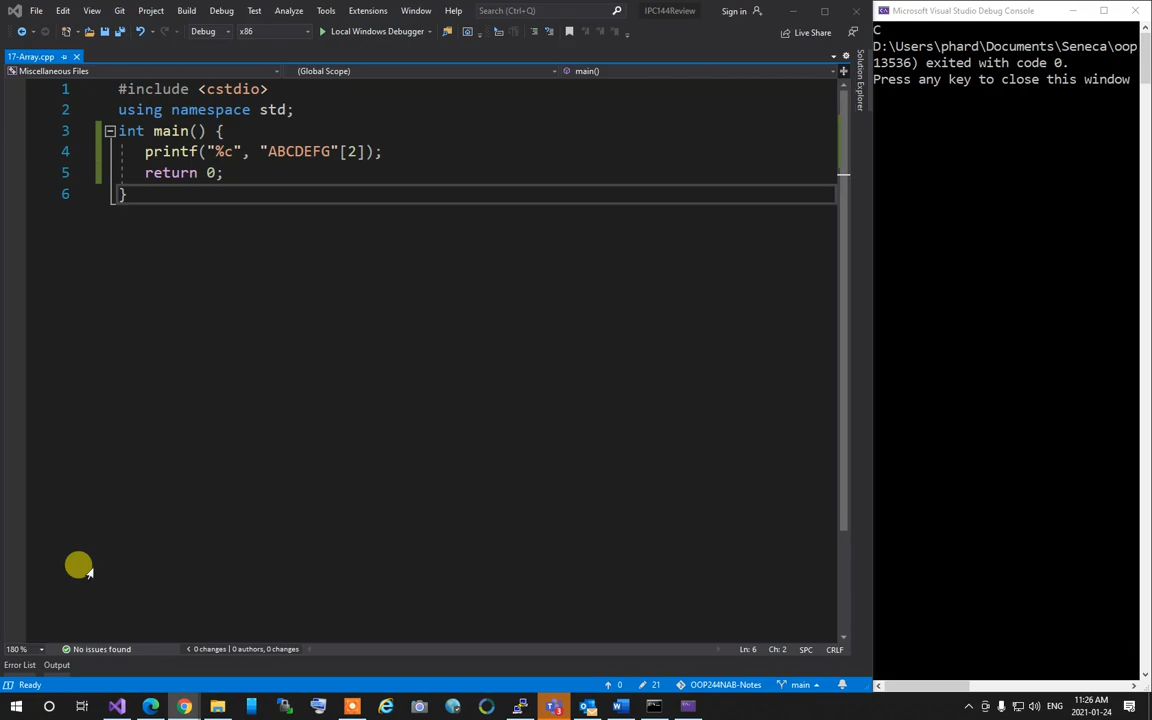 File Edit View Git Project Build Debug Test Analyze Tools Extensions Window Help Search (Ctrl+Q) IPC144Review Sign in
Debug x86 Local Windows Debugger Live Share
17-Array.cpp
Miscellaneous Files (Global Scope) main()
1 #include <cstdio>
2 using namespace std;
3 int main() {
4 printf("%c", "ABCDEFG"[2]);
5 return 0;
6 }
Solution Explorer
180 % No issues found 0 changes | 0 authors, 0 changes Ln: 6 Ch: 2 SPC CRLF
Error List Output
Ready 0 21 OOP244NAB-Notes main
Microsoft Visual Studio Debug Console
C
D:\Users\phard\Documents\Seneca\oop
13536) exited with code 0.
Press any key to close this window
ENG 11:26 AM
2021-01-24